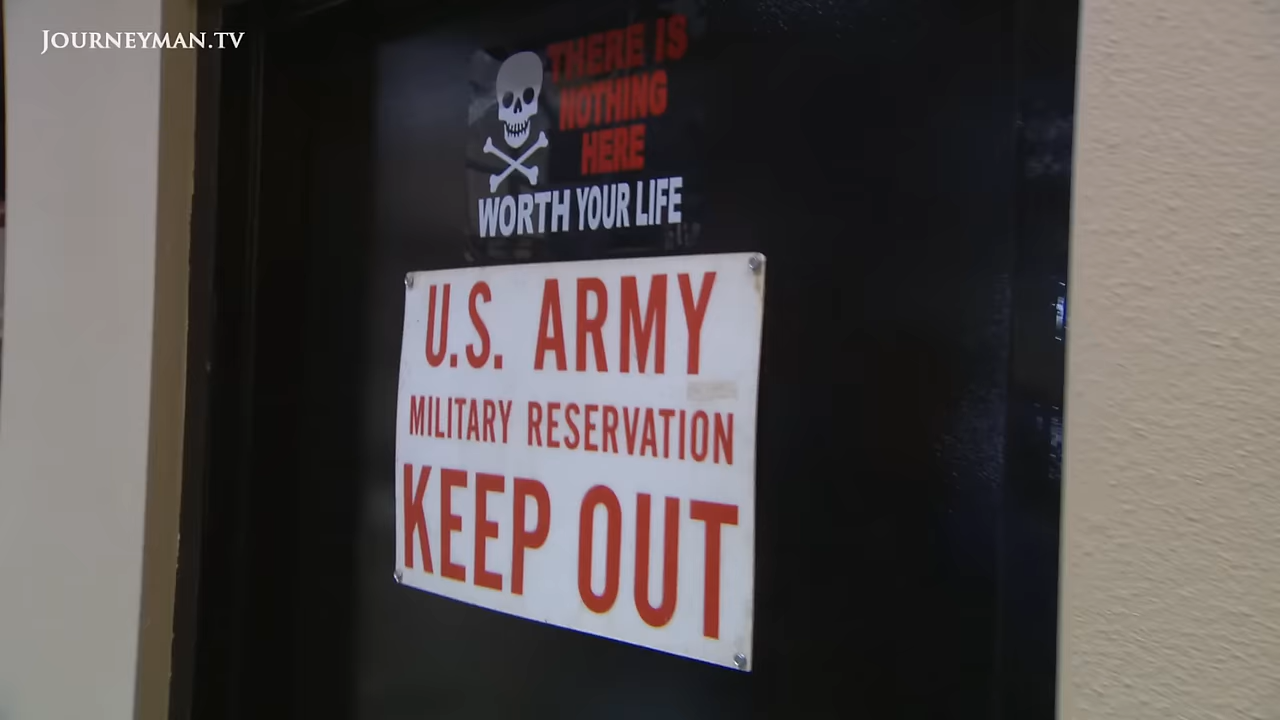 JOURNEYMAN.TV
THERE IS
NOTHING
HERE
WORTH YOUR LIFE
U.S. ARMY
MILITARY RESERVATION
KEEP OUT